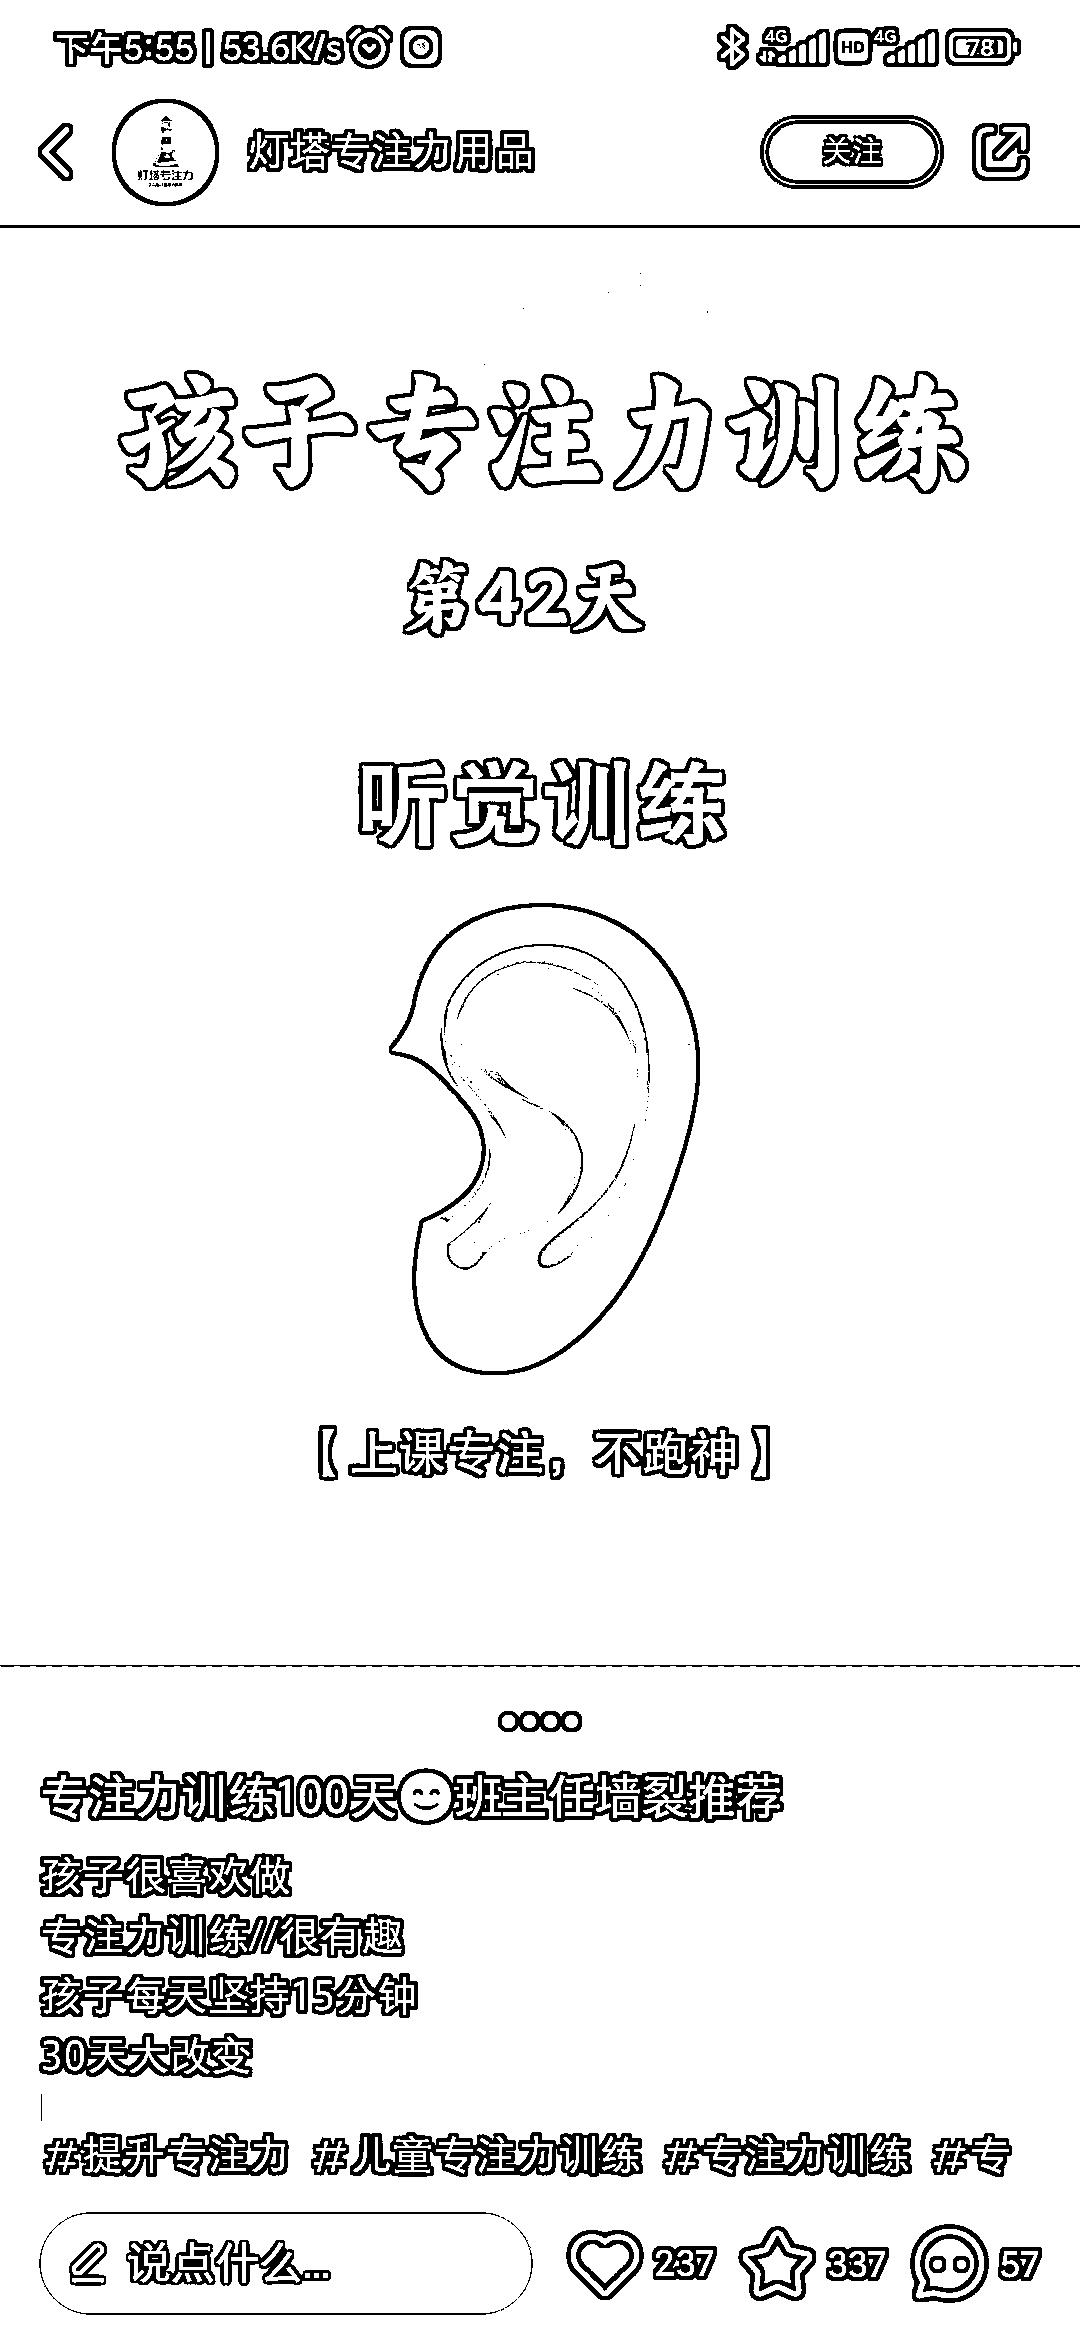 下午5:55 | 53.6K/s
4G HD 4G 78
灯塔专注力
灯塔专注力用品
关注
孩子专注力训练
第42天
听觉训练
【上课专注，不跑神】
专注力训练100天😊班主任墙裂推荐
孩子很喜欢做
专注力训练//很有趣
孩子每天坚持15分钟
30天大改变
#提升专注力 #儿童专注力训练 #专注力训练 #专
说点什么...
237 337 57